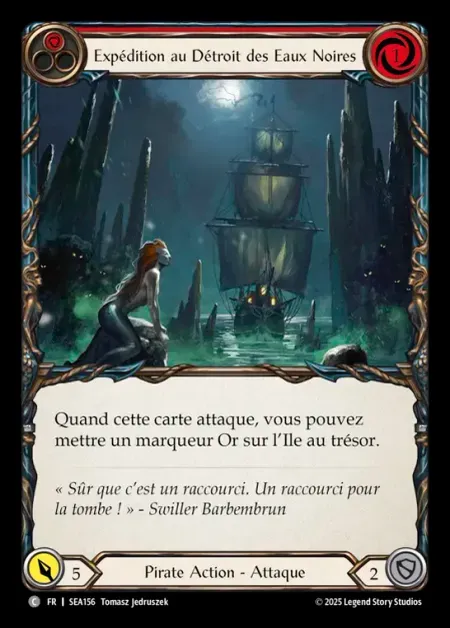 Expédition au Détroit des Eaux Noires
1
Quand cette carte attaque, vous pouvez
mettre un marqueur Or sur l'Ile au trésor.
« Sûr que c'est un raccourci. Un raccourci pour
la tombe ! » - Swiller Barbembrun
5
Pirate Action - Attaque
2
C FR | SEA156 Tomasz Jedruszek
© 2025 Legend Story Studios